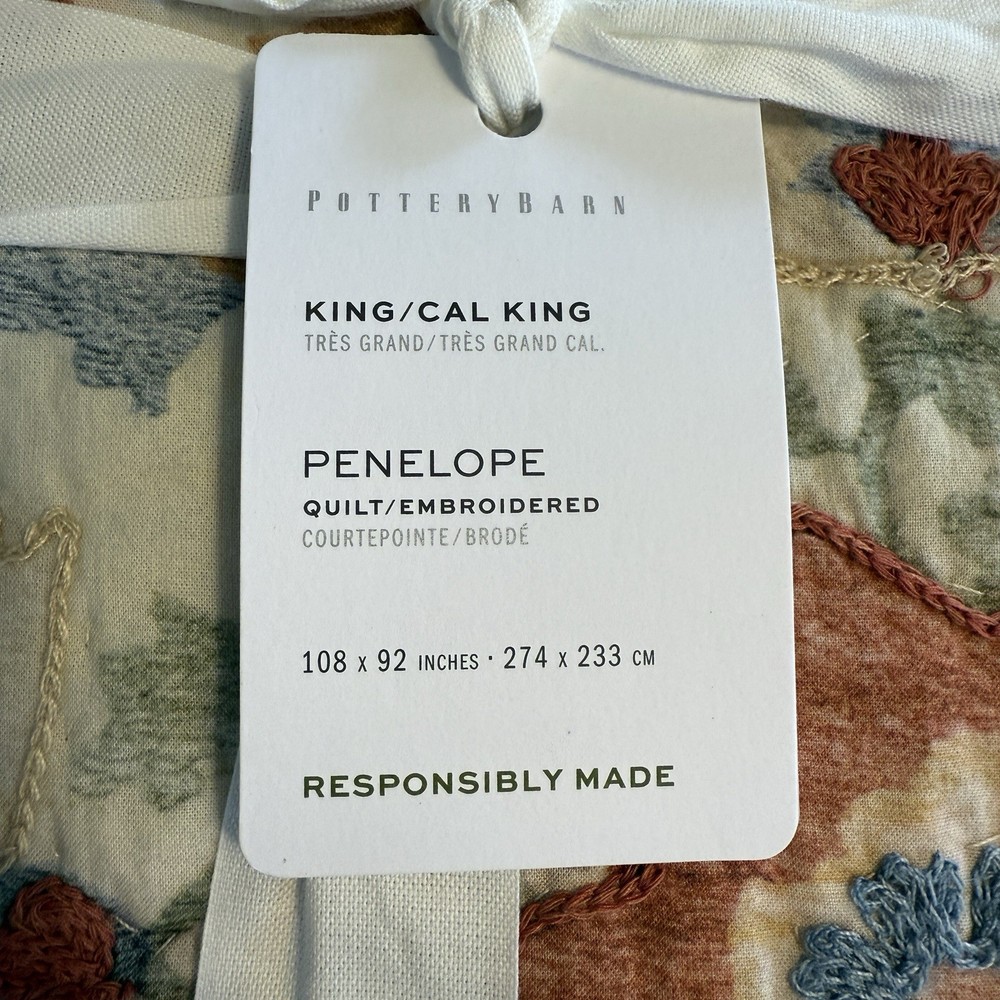 POTTERYBARN
KING/CAL KING
TRÈS GRAND/TRÈS GRAND CAL.
PENELOPE
QUILT/EMBROIDERED
COURTEPOINTE/BRODÉ
108 x 92 INCHES · 274 x 233 CM
RESPONSIBLY MADE